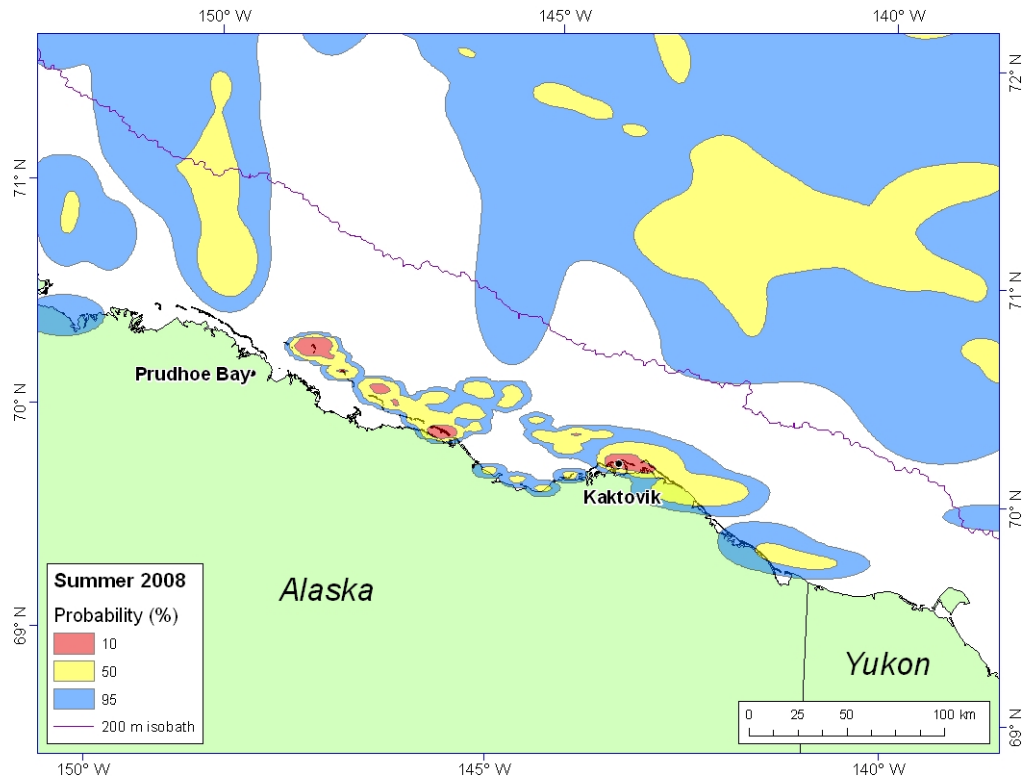 150° W 145° W 140° W
72° N
71° N
71° N
70° N
70° N
69° N
69° N
Prudhoe Bay
Kaktovik
Alaska
Yukon
Summer 2008
Probability (%)
10
50
95
200 m isobath
0 25 50 100 km
150° W 145° W 140° W